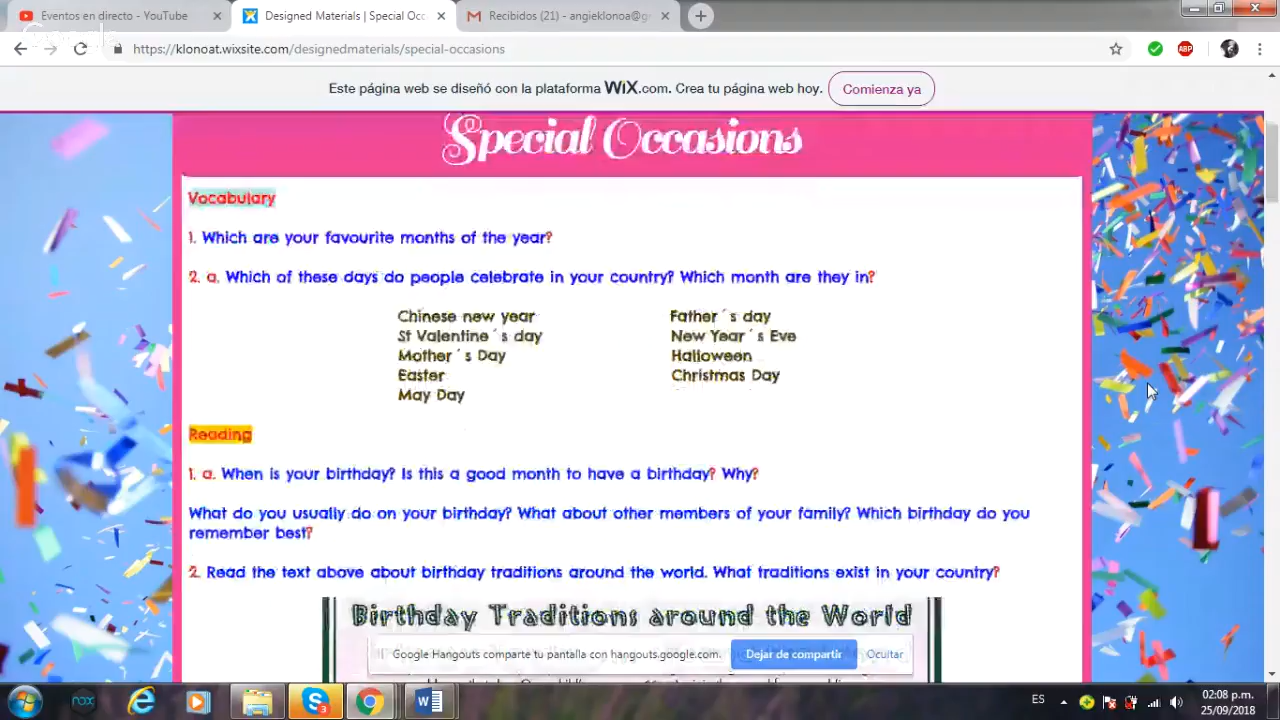 Eventos en directo - YouTube
Designed Materials | Special Occ
Recibidos (21) - angieklonoa@g
Google
https://klonoat.wixsite.com/designedmaterials/special-occasions
ABP
Este página web se diseñó con la plataforma WiX.com. Crea tu página web hoy. Comienza ya
Special Occasions
Vocabulary
1. Which are your favourite months of the year?
2. a. Which of these days do people celebrate in your country? Which month are they in?
Chinese new year
St Valentine´s day
Mother´s Day
Easter
May Day
Father´s day
New Year´s Eve
Halloween
Christmas Day
Reading
1. a. When is your birthday? Is this a good month to have a birthday? Why?
What do you usually do on your birthday? What about other members of your family? Which birthday do you
remember best?
2. Read the text above about birthday traditions around the world. What traditions exist in your country?
Birthday Traditions around the World
Google Hangouts comparte tu pantalla con hangouts.google.com. Dejar de compartir Ocultar
nox
3
ES
02:08 p.m.
25/09/2018